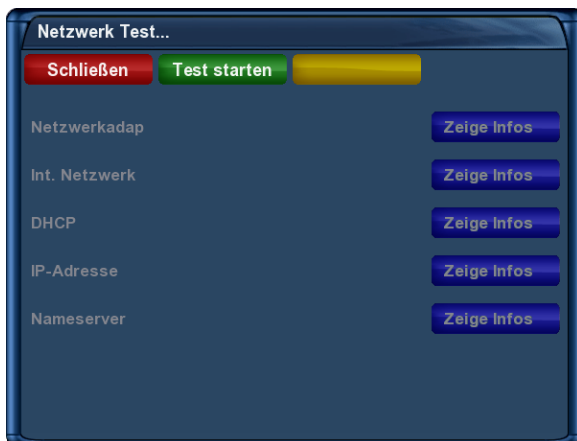 Netzwerk Test...
Schließen Test starten
Netzwerkadap Zeige Infos
Int. Netzwerk Zeige Infos
DHCP Zeige Infos
IP-Adresse Zeige Infos
Nameserver Zeige Infos